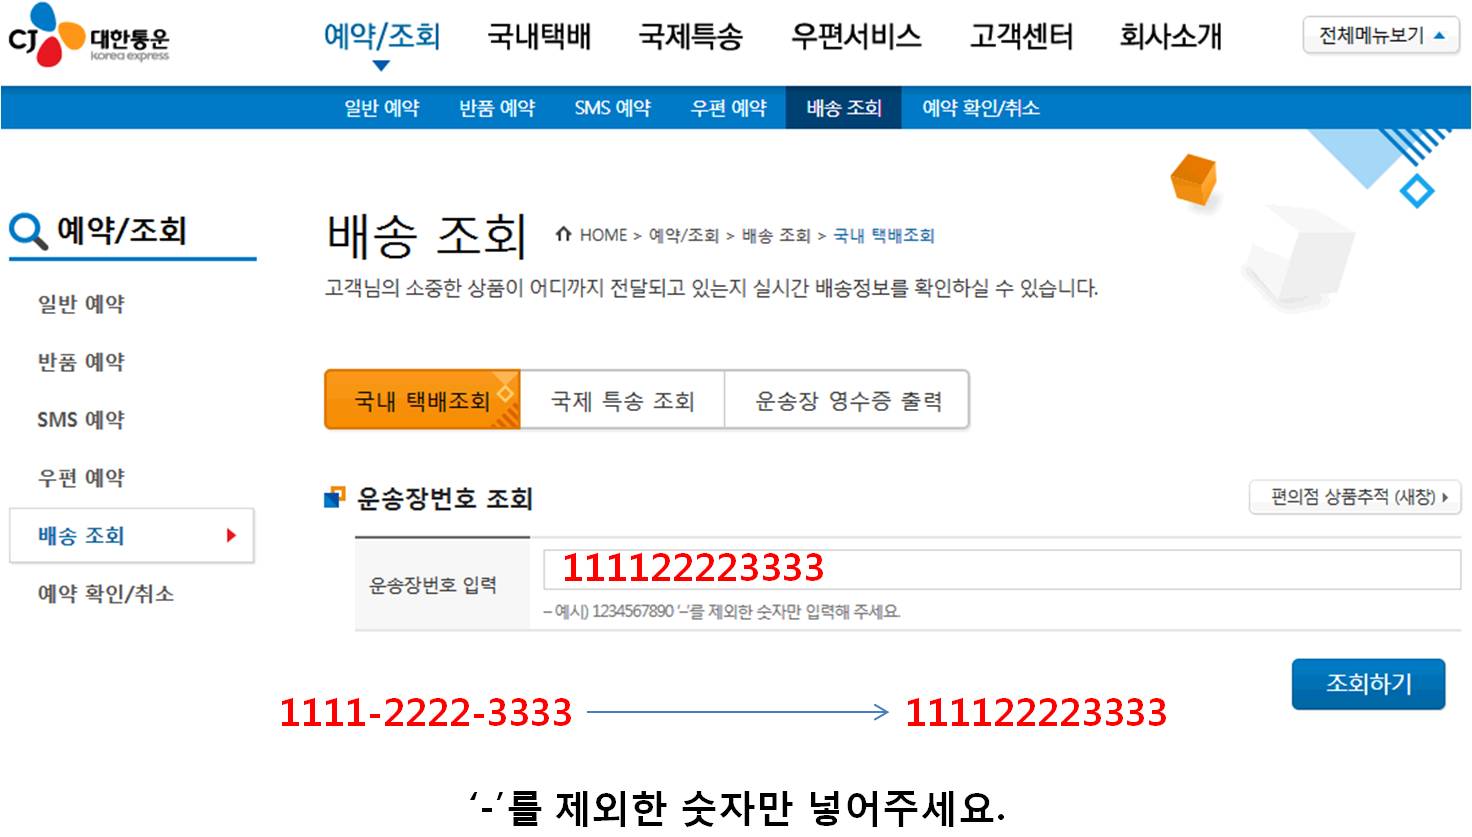 CJ 대한통운
korea express
예약/조회 국내택배 국제특송 우편서비스 고객센터 회사소개 전체메뉴보기
일반 예약 반품 예약 SMS 예약 우편 예약 배송 조회 예약 확인/취소
예약/조회
일반 예약
반품 예약
SMS 예약
우편 예약
배송 조회
예약 확인/취소
배송 조회 HOME > 예약/조회 > 배송 조회 > 국내 택배조회
고객님의 소중한 상품이 어디까지 전달되고 있는지 실시간 배송정보를 확인하실 수 있습니다.
국내 택배조회 국제 특송 조회 운송장 영수증 출력
운송장번호 조회 편의점 상품추적 (새창)
운송장번호 입력 111122223333
– 예시) 1234567890 '–'를 제외한 숫자만 입력해 주세요.
조회하기
1111-2222-3333 111122223333
‘-’를 제외한 숫자만 넣어주세요.